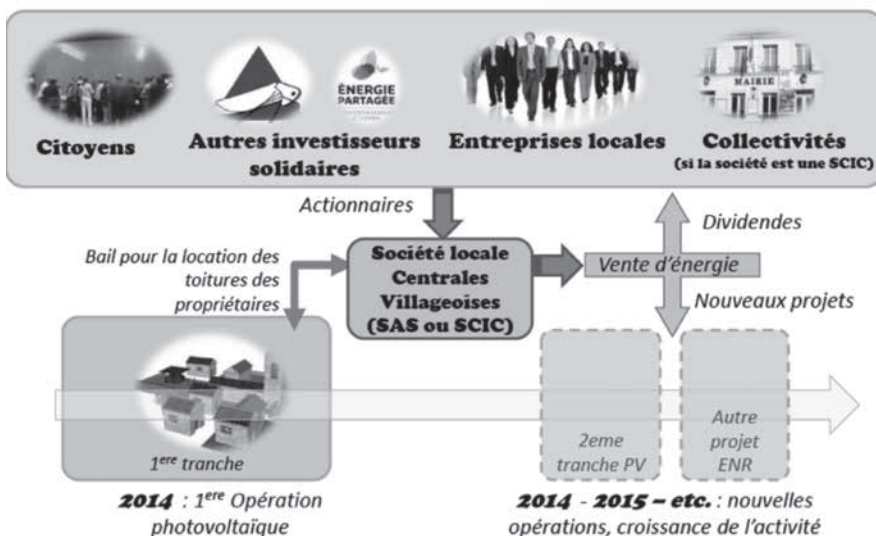 MAIRIE
ÉNERGIE
PARTAGÉE
Citoyens
Autres investisseurs
solidaires
Entreprises locales
Collectivités
(si la société est une SCIC)
Actionnaires
Dividendes
Bail pour la location des
toitures des
propriétaires
Société locale
Centrales
Villageoises
(SAS ou SCIC)
Vente d'énergie
Nouveaux projets
1ere tranche
2eme
tranche PV
Autre
projet
ENR
2014 : 1ere Opération
photovoltaïque
2014 - 2015 – etc. : nouvelles
opérations, croissance de l'activité